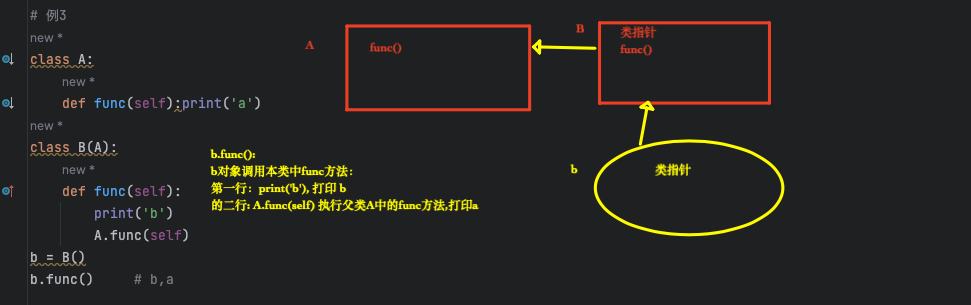 # 例3
new *
class A:
new *
def func(self):print('a')
new *
class B(A):
new *
def func(self):
print('b')
A.func(self)
b = B()
b.func()     # b,a
b.func():
b对象调用本类中func方法：
第一行：print('b'), 打印 b
的二行: A.func(self) 执行父类A中的func方法,打印a
A
func()
B
类指针
func()
b
类指针